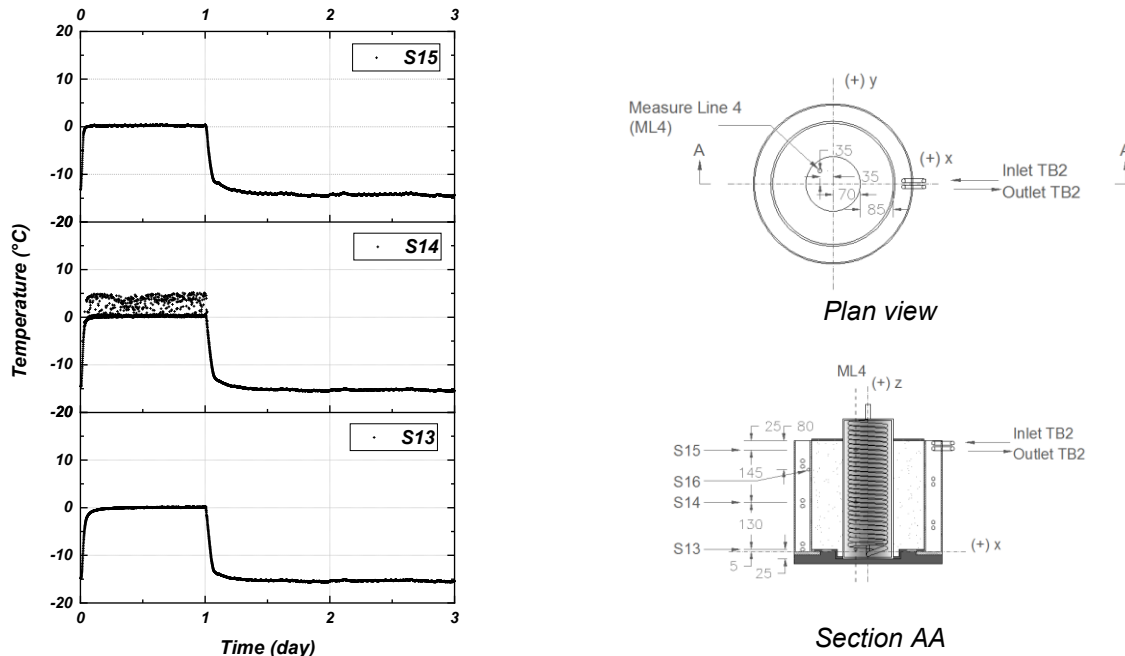 0 1 2 3
20
S15
10
0
-10
-20
20
S14
10
0
-10
-20
20
S13
10
0
-10
-20
0 1 2 3
Temperature (°C)
Time (day)
(+) y
Measure Line 4
(ML4)
35
A
(+) x
A
35
Inlet TB2
70
Outlet TB2
85
Plan view
ML4
(+) z
25 80
Inlet TB2
S15
Outlet TB2
145
S16
S14
130
S13
(+) x
5
25
Section AA